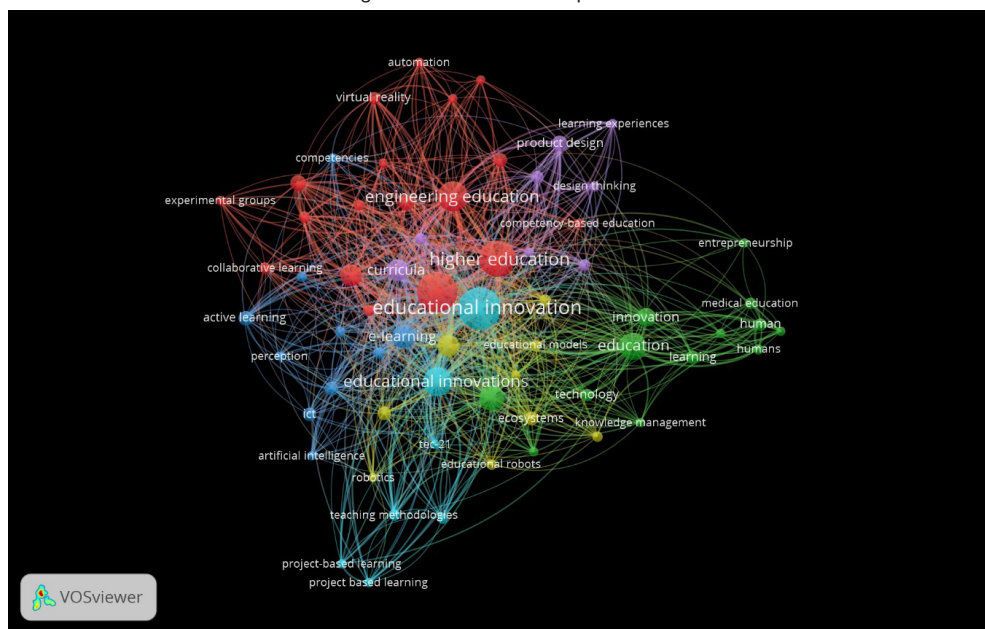 automation
virtual reality
learning experiences
product design
competencies
design thinking
engineering education
experimental groups
competency-based education
entrepreneurship
higher education
collaborative learning
curricula
medical education
educational innovation
active learning
innovation
human
e-learning
educational models
education
humans
perception
learning
educational innovations
technology
ict
ecosystems
knowledge management
tec-21
artificial intelligence
educational robots
robotics
teaching methodologies
project-based learning
project based learning
VOSviewer